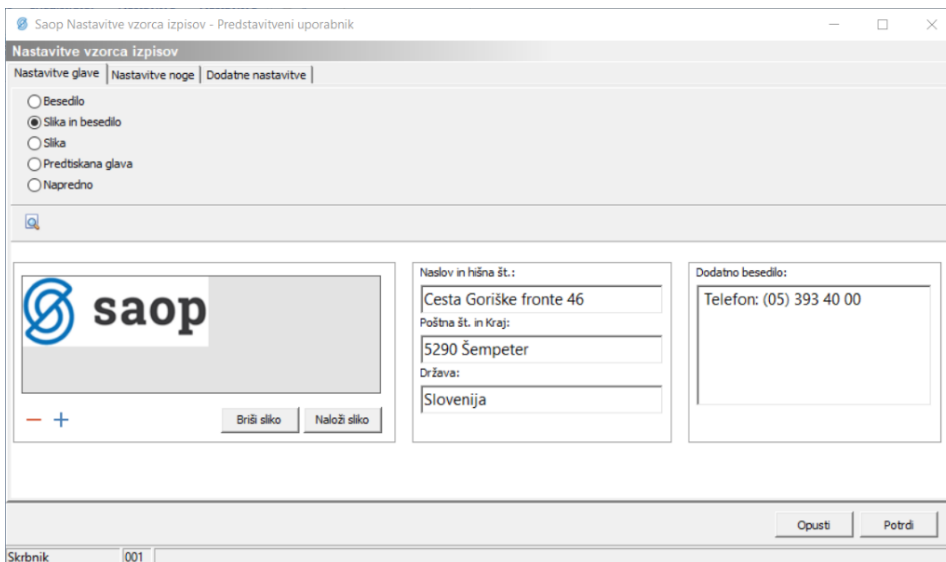 Saop Nastavitve vzorca izpisov - Predstavitveni uporabnik
Nastavitve vzorca izpisov
Nastavitve glave Nastavitve noge Dodatne nastavitve
Besedilo
Slika in besedilo
Slika
Predtiskana glava
Napredno
saop
Briši sliko Naloži sliko
Naslov in hišna št.:
Cesta Goriške fronte 46
Poštna št. in Kraj:
5290 Šempeter
Država:
Slovenija
Dodatno besedilo:
Telefon: (05) 393 40 00
Opusti Potrdi
Skrbnik 001